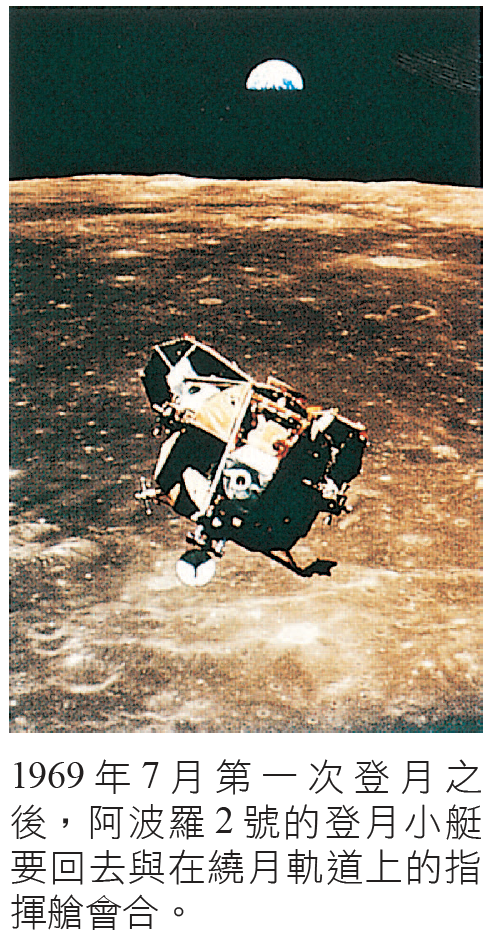 1969 年 7 月第一次登月之
後，阿波羅 2 號的登月小艇
要回去與在繞月軌道上的指
揮艙會合。